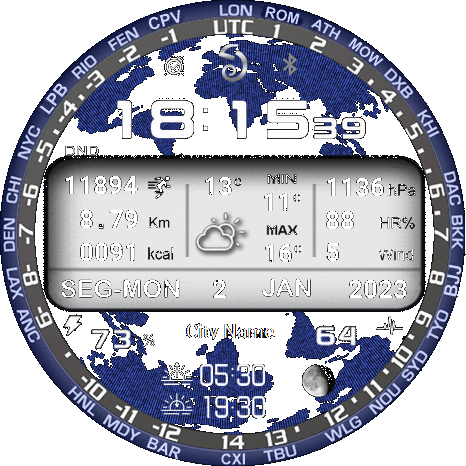 LPB RIO FEN CPV LON ROM ATH MOW DXB KHI
NYC CHI DEN LAX ANC
DAC BKK JJB TYO SYD NOU WLG TBU CXI BAR MDY HNL
UTC 1 2 3 4 5 6 7 8 9 10 11 12 13 14
-1 -2 -3 -4 -5 -6 -7 -8 -9 -10 -11 -12
18:15 39
DND
11894 13° MIN 1136 hPa
11°
8.79 Km MAX 88 HR%
0091 kcal 16° 5 Wind
SEG-MON 2 JAN 2023
73 % City Name 64
05:30
19:30